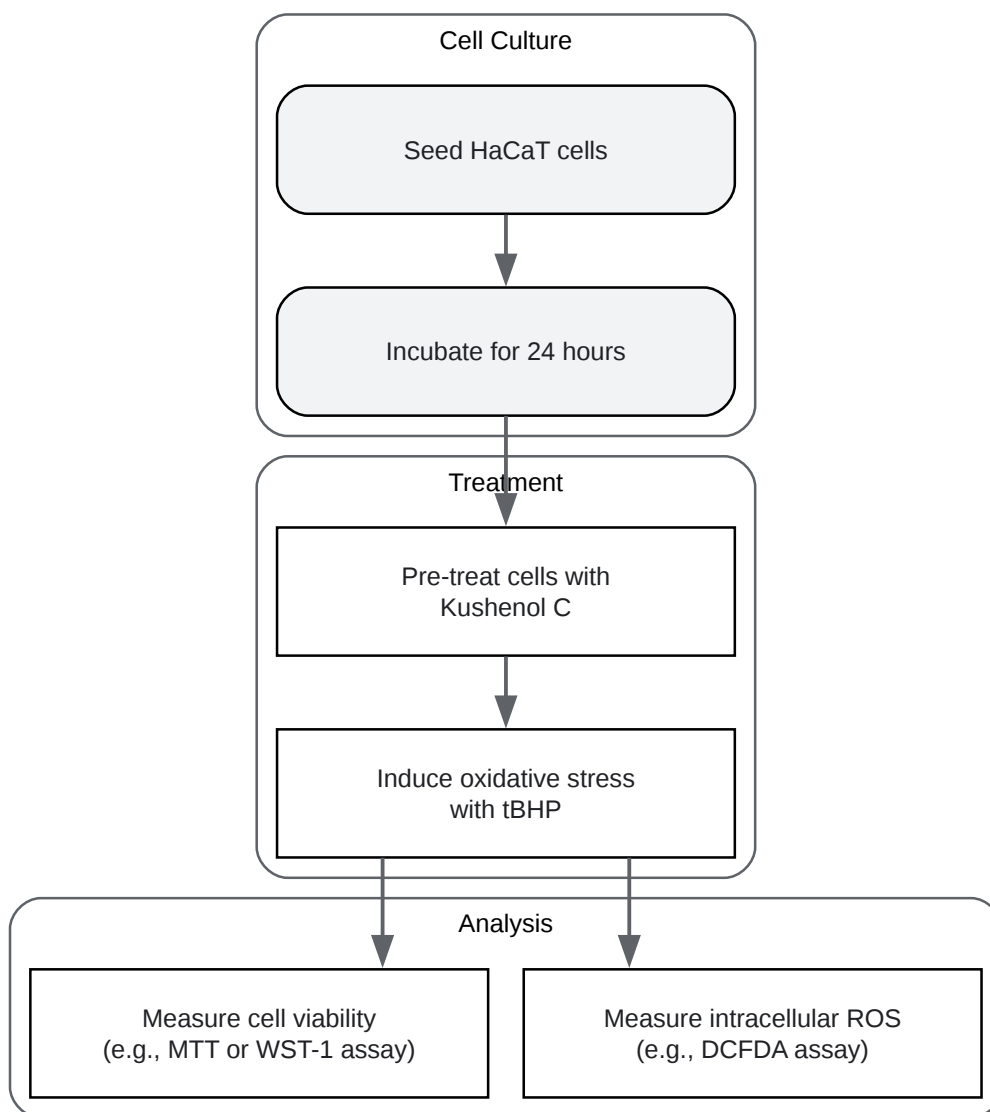 Cell Culture
Seed HaCaT cells
Incubate for 24 hours
Treatment
Pre-treat cells with
Kushenol C
Induce oxidative stress
with tBHP
Analysis
Measure cell viability
(e.g., MTT or WST-1 assay)
Measure intracellular ROS
(e.g., DCFDA assay)